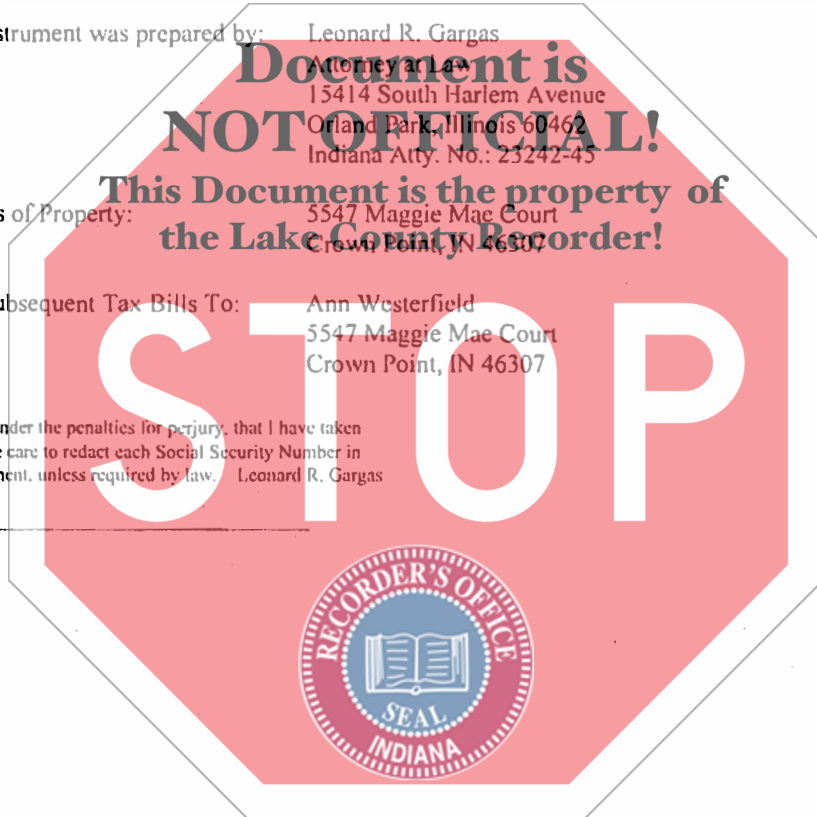 strument was prepared by: Leonard R. Gargas
Document is
Attorney at Law
15414 South Harlem Avenue
NOT OFFICIAL!
Orland Park, Illinois 60462
Indiana Atty. No.: 23242-45
This Document is the property of
s of Property: 5547 Maggie Mae Court
the Lake County Recorder!
Crown Point, IN 46307
ubsequent Tax Bills To: Ann Westerfield
5547 Maggie Mae Court
Crown Point, IN 46307
STOP
nder the penalties for perjury, that I have taken
e care to redact each Social Security Number in
ment, unless required by law. Leonard R. Gargas
RECORDER'S OFFICE
SEAL
INDIANA